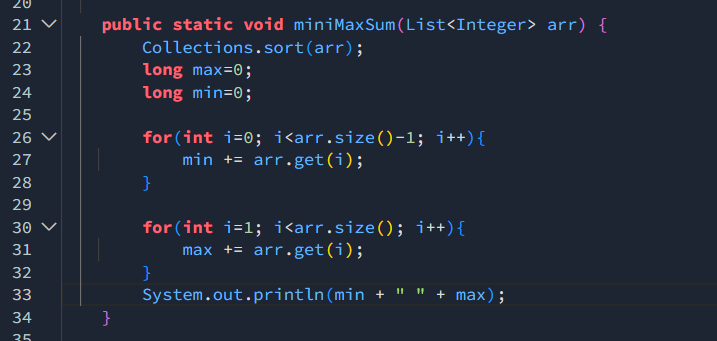 20
21 public static void miniMaxSum(List<Integer> arr) {
22 Collections.sort(arr);
23 long max=0;
24 long min=0;
25
26 for(int i=0; i<arr.size()-1; i++){
27 min += arr.get(i);
28 }
29
30 for(int i=1; i<arr.size(); i++){
31 max += arr.get(i);
32 }
33 System.out.println(min + " " + max);
34 }
35